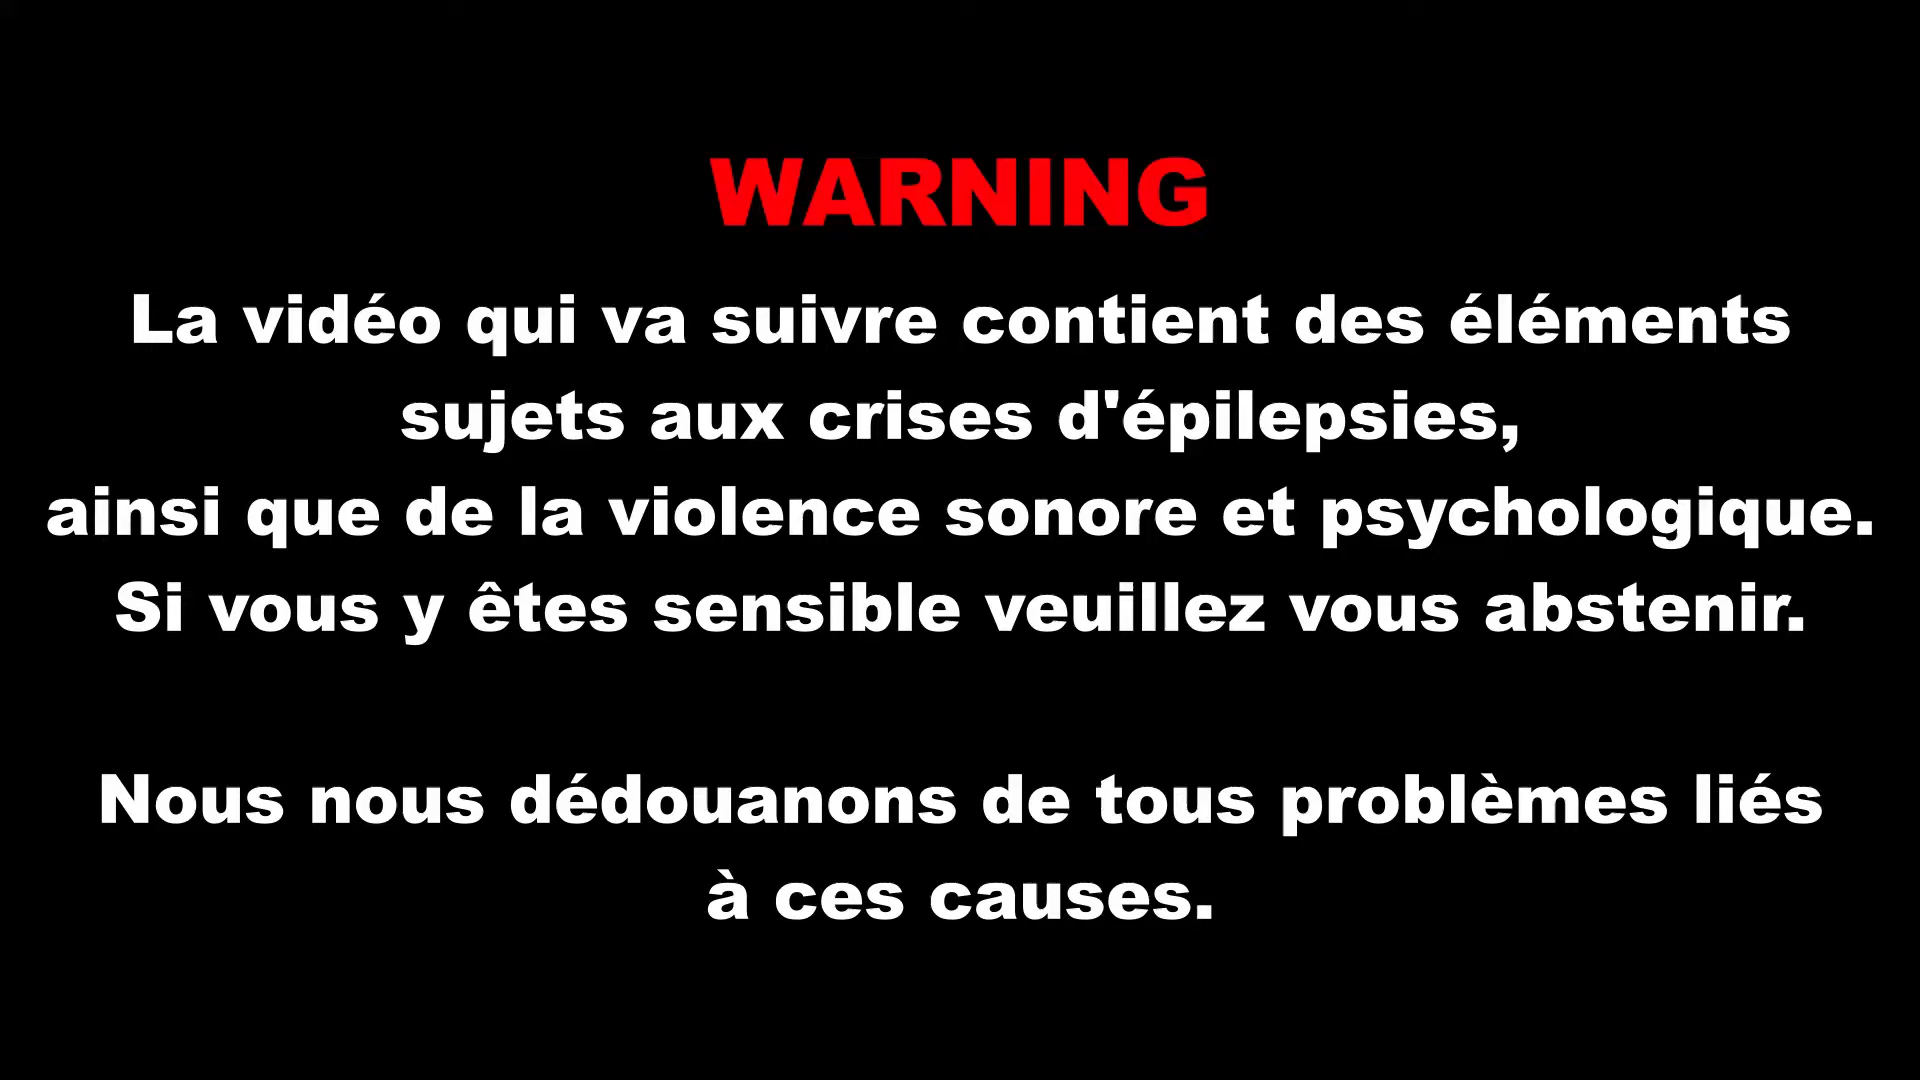 WARNING
La vidéo qui va suivre contient des éléments
sujets aux crises d'épilepsies,
ainsi que de la violence sonore et psychologique.
Si vous y êtes sensible veuillez vous abstenir.
Nous nous dédouanons de tous problèmes liés
à ces causes.